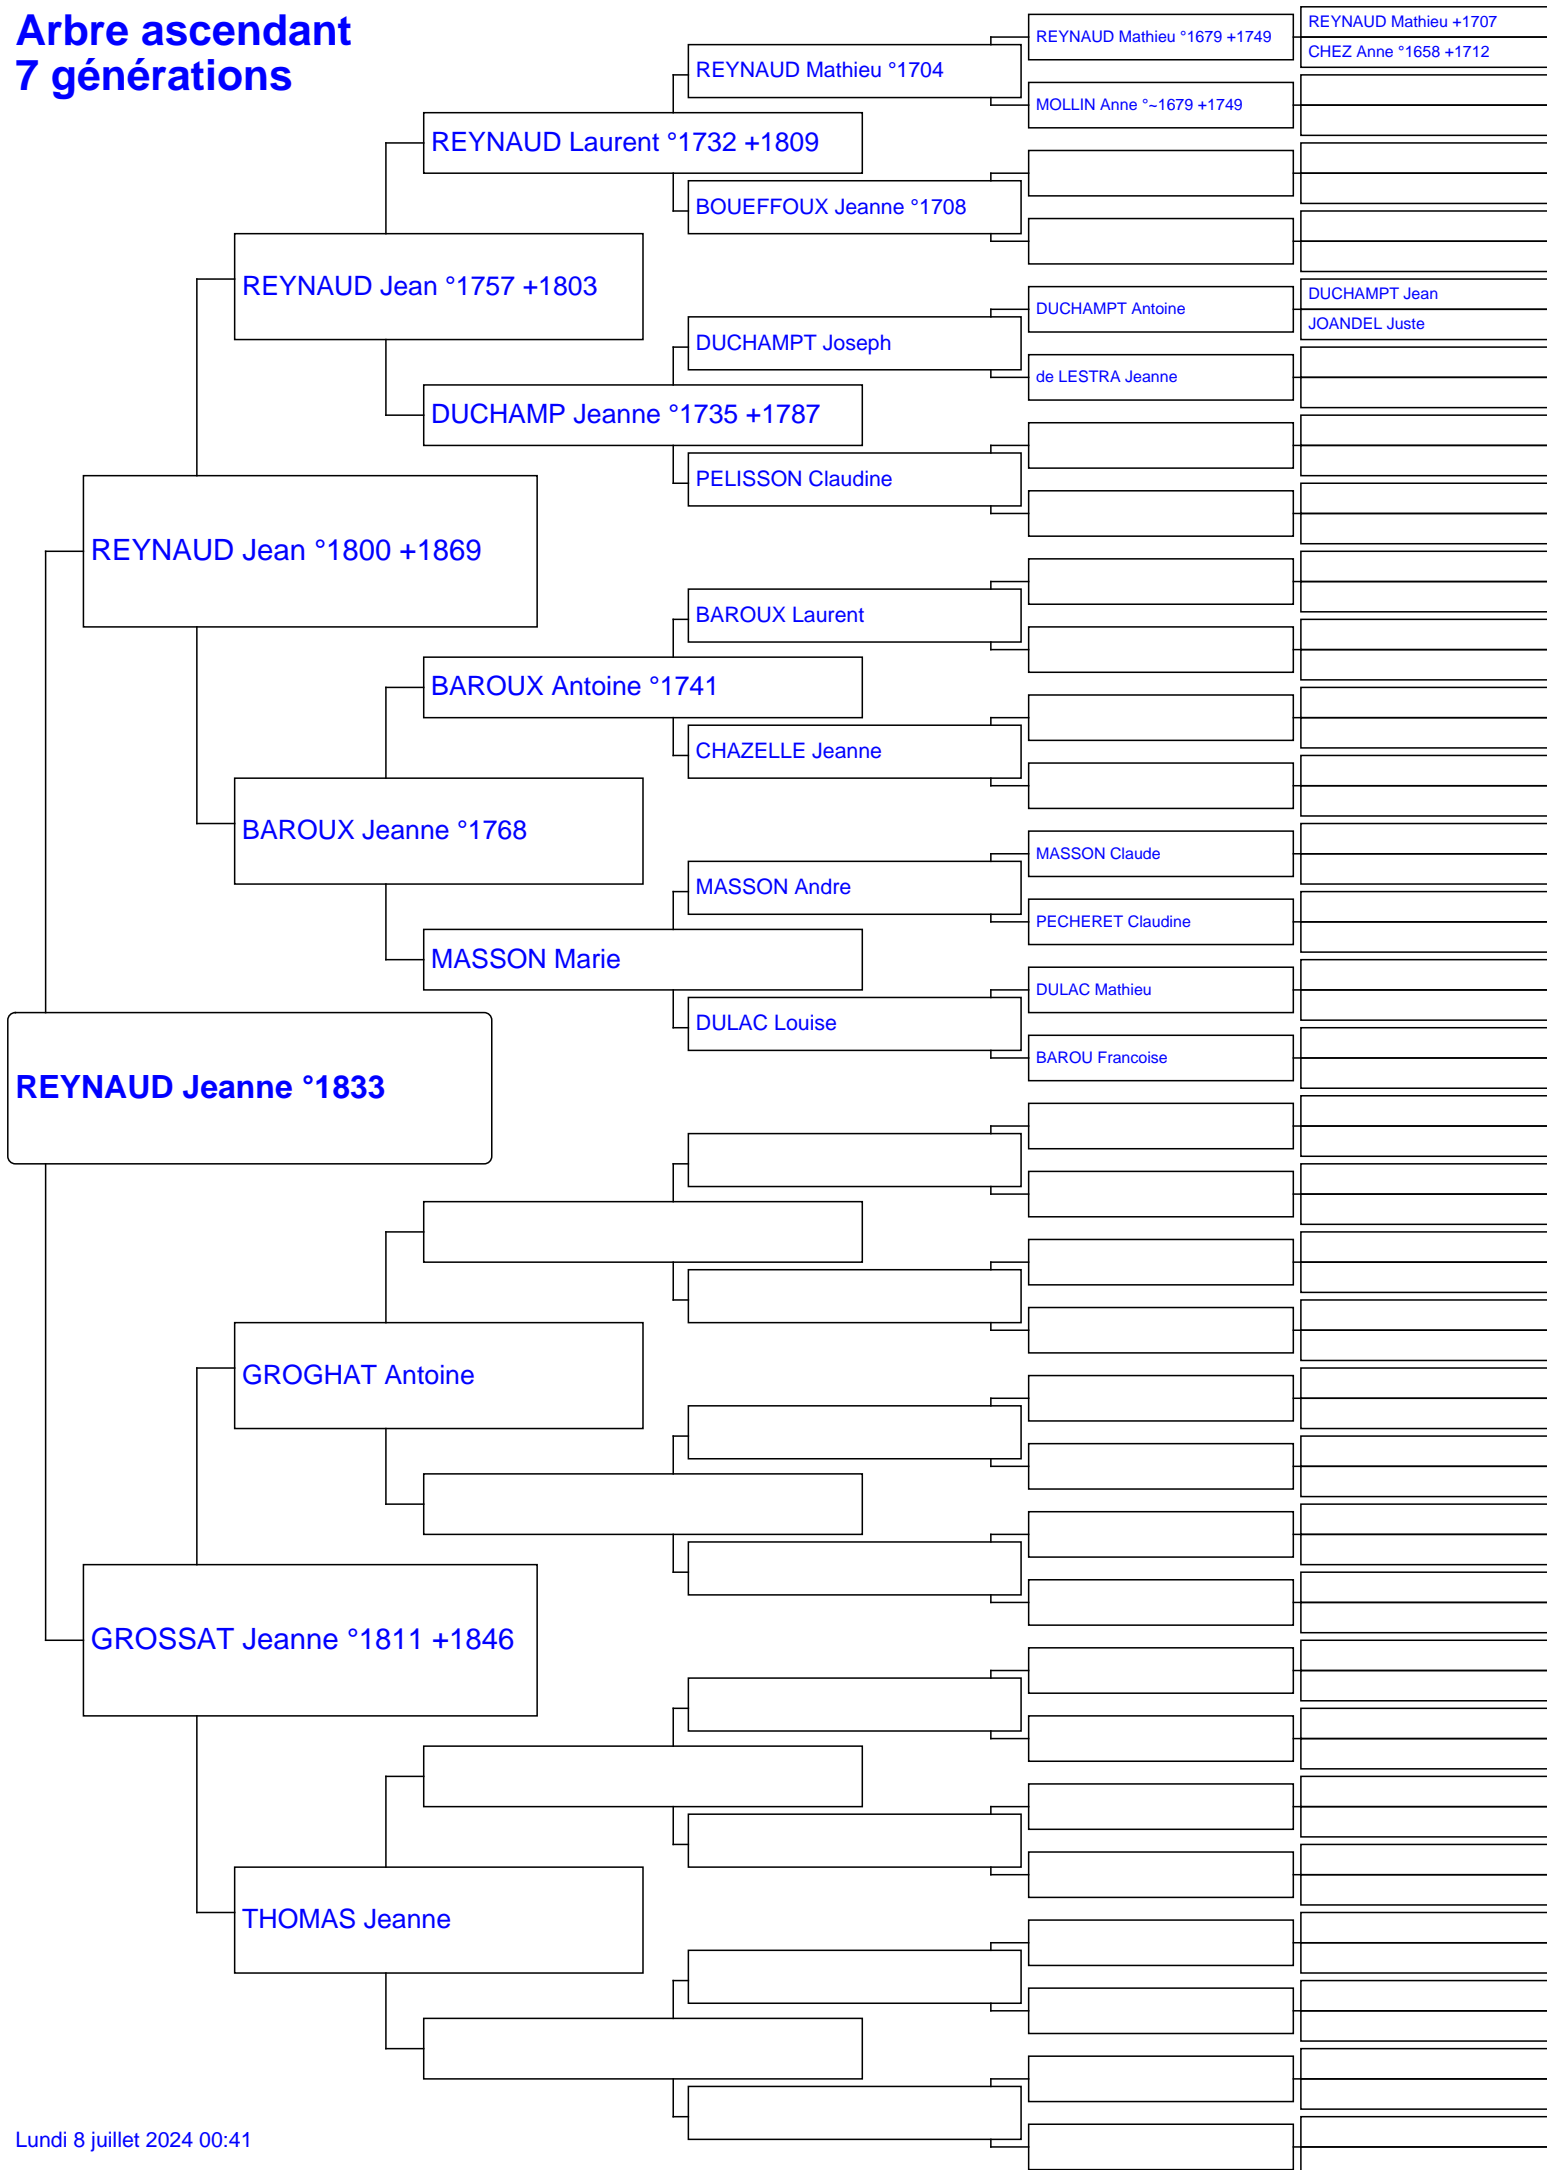 Arbre ascendant
7 générations
REYNAUD Mathieu +1707
REYNAUD Mathieu °1679 +1749
CHEZ Anne °1658 +1712
REYNAUD Mathieu °1704
MOLLIN Anne °~1679 +1749
REYNAUD Laurent °1732 +1809
BOUEFFOUX Jeanne °1708
REYNAUD Jean °1757 +1803
DUCHAMPT Jean
DUCHAMPT Antoine
JOANDEL Juste
DUCHAMPT Joseph
de LESTRA Jeanne
DUCHAMP Jeanne °1735 +1787
PELISSON Claudine
REYNAUD Jean °1800 +1869
BAROUX Laurent
BAROUX Antoine °1741
CHAZELLE Jeanne
BAROUX Jeanne °1768
MASSON Claude
MASSON Andre
PECHERET Claudine
MASSON Marie
DULAC Mathieu
DULAC Louise
BAROU Francoise
REYNAUD Jeanne °1833
GROGHAT Antoine
GROSSAT Jeanne °1811 +1846
THOMAS Jeanne
Lundi 8 juillet 2024 00:41